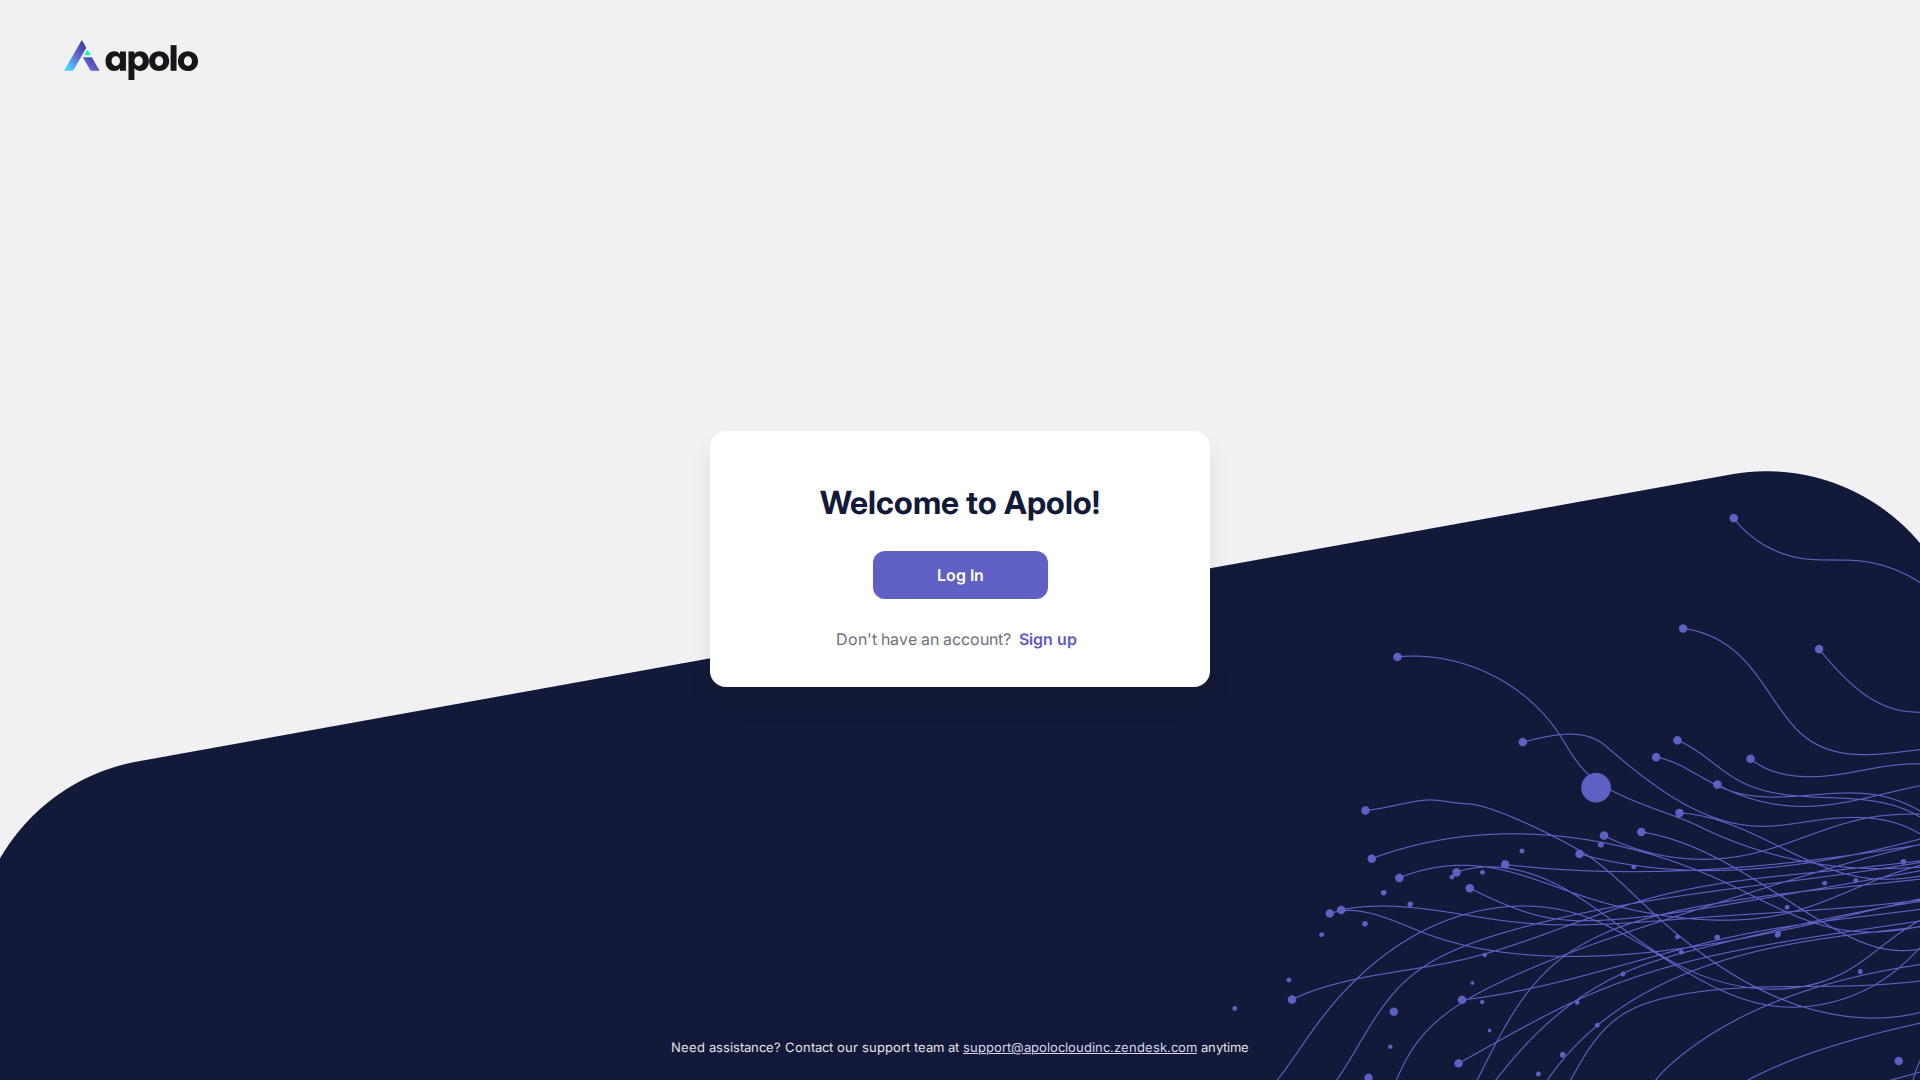 apolo
Welcome to Apolo!
Log In
Don't have an account? Sign up
Need assistance? Contact our support team at support@apolocloudinc.zendesk.com anytime